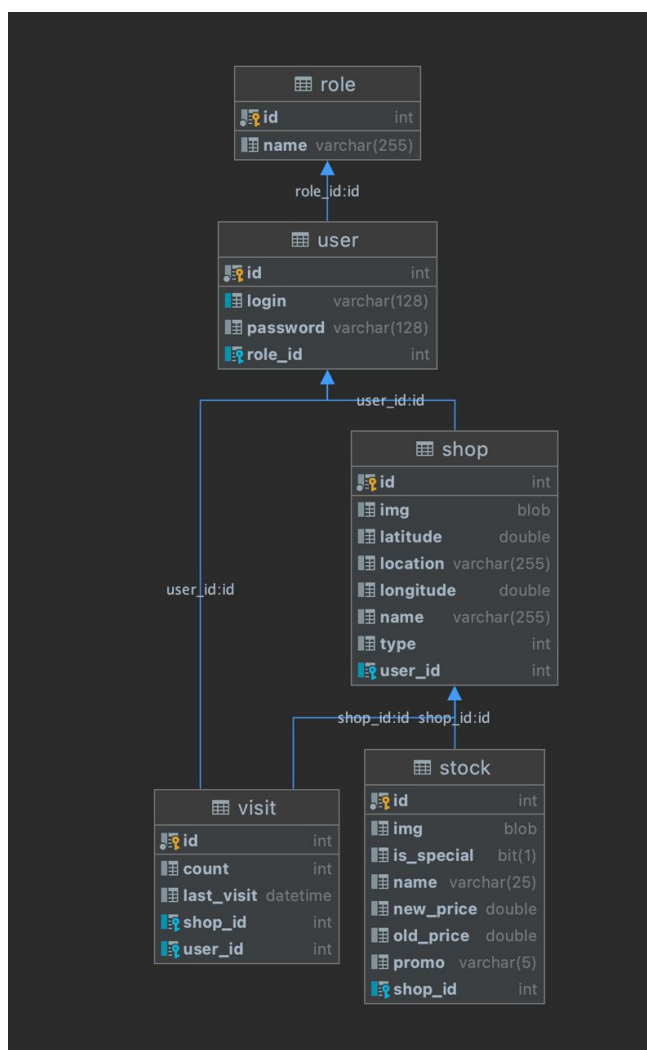 role
id int
name varchar(255)
role_id:id
user
id int
login varchar(128)
password varchar(128)
role_id int
user_id:id
shop
id int
img blob
latitude double
location varchar(255)
longitude double
name varchar(255)
type int
user_id int
user_id:id
shop_id:id shop_id:id
stock
id int
img blob
is_special bit(1)
name varchar(25)
new_price double
old_price double
promo varchar(5)
shop_id int
visit
id int
count int
last_visit datetime
shop_id int
user_id int